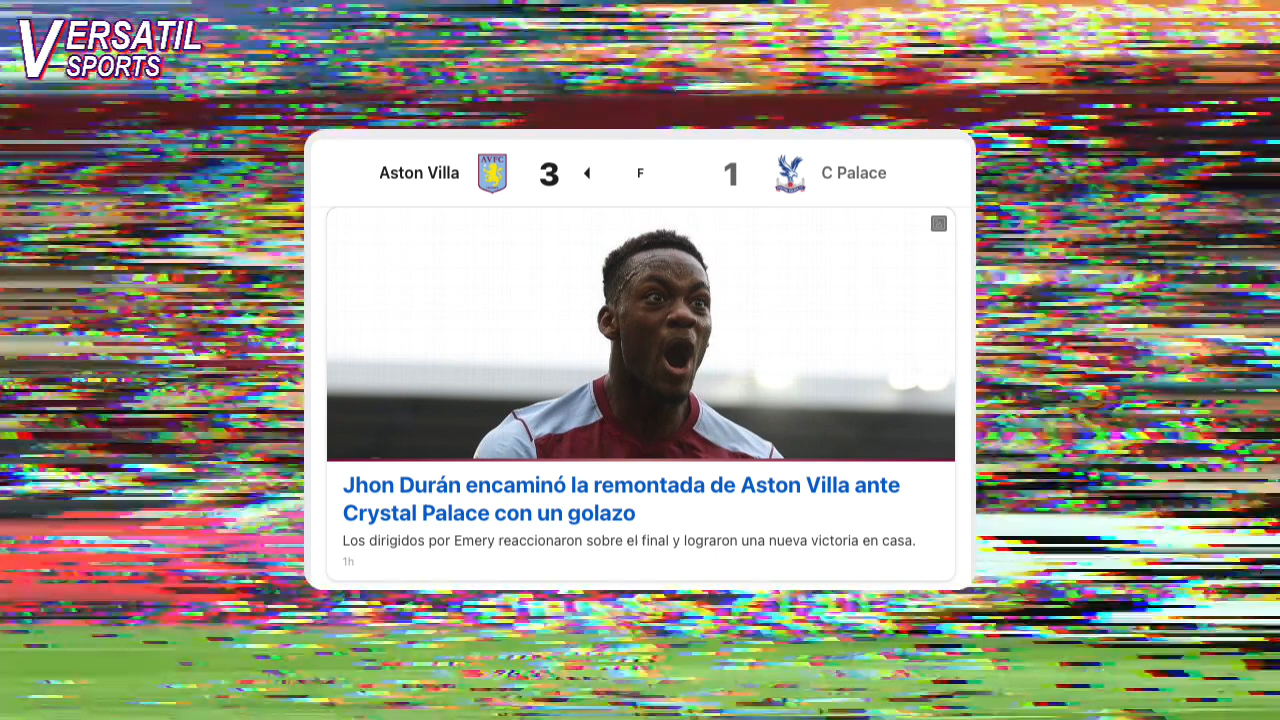 VERSATIL
SPORTS
Aston Villa
AVFC
3
F
1
C Palace
Jhon Durán encaminó la remontada de Aston Villa ante
Crystal Palace con un golazo
Los dirigidos por Emery reaccionaron sobre el final y lograron una nueva victoria en casa.
1h